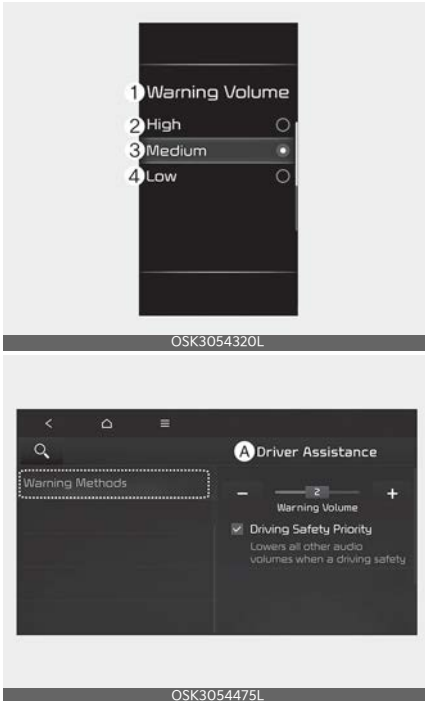 1 Warning Volume
2 High
3 Medium
4 Low
OSK3054320L
A Driver Assistance
Warning Methods
- 2 +
Warning Volume
Driving Safety Priority
Lowers all other audio
volumes when a driving safety
OSK3054475L